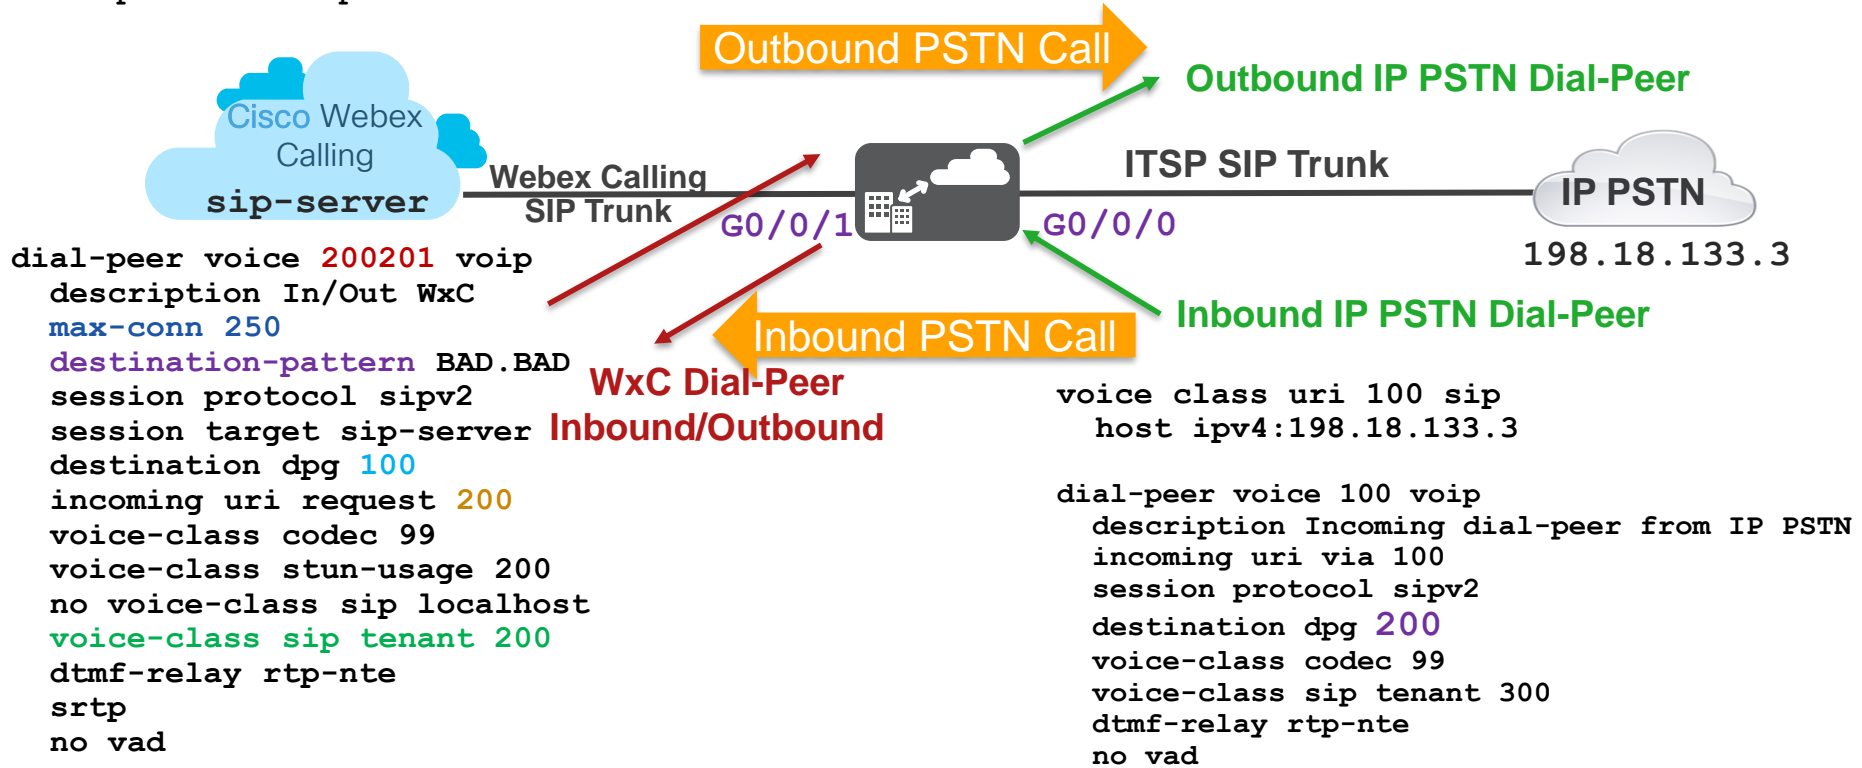 Outbound PSTN Call
Outbound IP PSTN Dial-Peer
Cisco Webex
Calling
sip-server
Webex Calling
SIP Trunk
ITSP SIP Trunk
IP PSTN
G0/0/1
G0/0/0
198.18.133.3
dial-peer voice 200201 voip
description In/Out WxC
max-conn 250
destination-pattern BAD.BAD
session protocol sipv2
session target sip-server
destination dpg 100
incoming uri request 200
voice-class codec 99
voice-class stun-usage 200
no voice-class sip localhost
voice-class sip tenant 200
dtmf-relay rtp-nte
srtp
no vad
Inbound PSTN Call
Inbound IP PSTN Dial-Peer
WxC Dial-Peer
Inbound/Outbound
voice class uri 100 sip
host ipv4:198.18.133.3
dial-peer voice 100 voip
description Incoming dial-peer from IP PSTN
incoming uri via 100
session protocol sipv2
destination dpg 200
voice-class codec 99
voice-class sip tenant 300
dtmf-relay rtp-nte
no vad